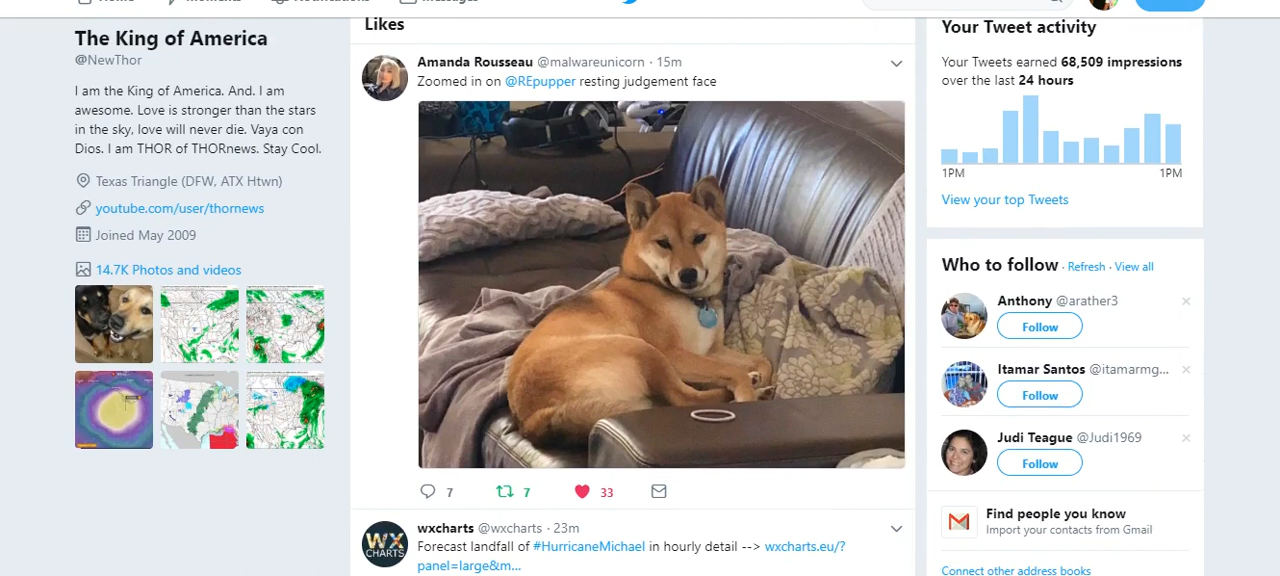 Likes
The King of America
@NewThor
I am the King of America. And. I am
awesome. Love is stronger than the stars
in the sky, love will never die. Vaya con
Dios. I am THOR of THORnews. Stay Cool.
Texas Triangle (DFW, ATX Htwn)
youtube.com/user/thornews
Joined May 2009
14.7K Photos and videos
Amanda Rousseau @malwareunicorn · 15m
Zoomed in on @REpupper resting judgement face
7
7
33
WX
CHARTS
wxcharts @wxcharts · 23m
Forecast landfall of #HurricaneMichael in hourly detail --> wxcharts.eu/?
panel=large&m...
Your Tweet activity
Your Tweets earned 68,509 impressions
over the last 24 hours
1PM 1PM
View your top Tweets
Who to follow · Refresh · View all
Anthony @arather3
Follow
Itamar Santos @itamarmg...
Follow
Judi Teague @Judi1969
Follow
Find people you know
Import your contacts from Gmail
Connect other address books